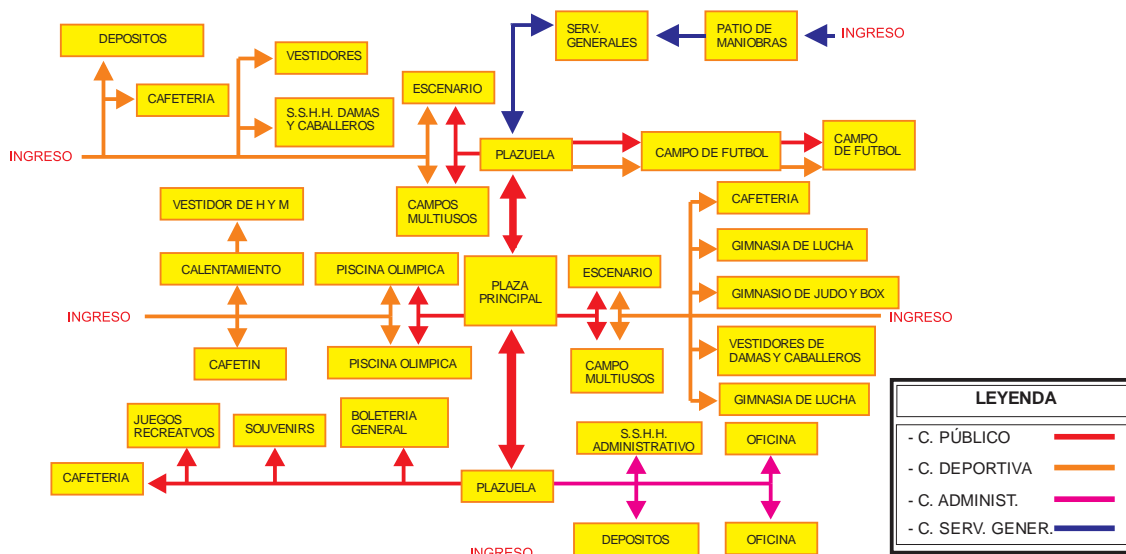 DEPOSITOS
VESTIDORES
CAFETERIA
S.S.H.H. DAMAS
Y CABALLEROS
INGRESO
ESCENARIO
SERV.
GENERALES
PATIO DE
MANIOBRAS
INGRESO
PLAZUELA
CAMPO DE FUTBOL
CAMPO
DE FUTBOL
CAMPOS
MULTIUSOS
VESTIDOR DE H Y M
CALENTAMIENTO
PISCINA OLIMPICA
INGRESO
CAFETIN
PISCINA OLIMPICA
PLAZA
PRINCIPAL
ESCENARIO
CAMPO
MULTIUSOS
CAFETERIA
GIMNASIA DE LUCHA
GIMNASIO DE JUDO Y BOX
INGRESO
VESTIDORES DE
DAMAS Y CABALLEROS
GIMNASIA DE LUCHA
JUEGOS
RECREATVOS
SOUVENIRS
BOLETERIA
GENERAL
CAFETERIA
PLAZUELA
S.S.H.H.
ADMINISTRATIVO
OFICINA
DEPOSITOS
OFICINA
INGRESO
LEYENDA
- C. PÚBLICO
- C. DEPORTIVA
- C. ADMINIST.
- C. SERV. GENER.